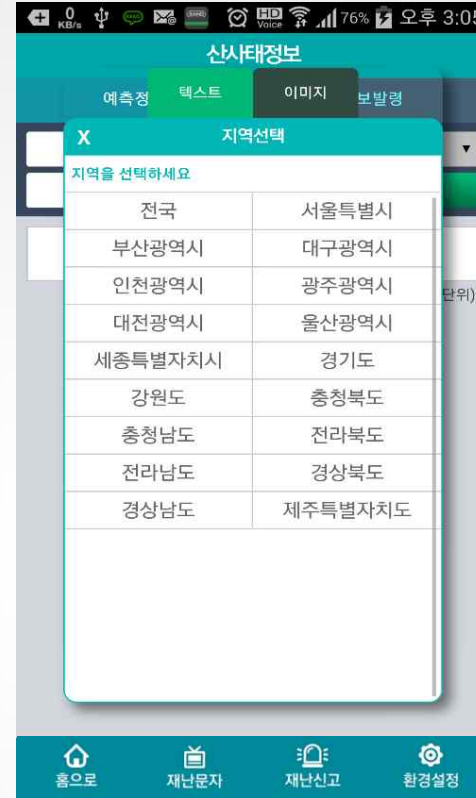 0 KB/s HD Voice 76% 오후 3:05
산사태정보
예측정 텍스트 이미지 보발령
X 지역선택
지역을 선택하세요
전국 서울특별시
부산광역시 대구광역시
인천광역시 광주광역시
단위)
대전광역시 울산광역시
세종특별자치시 경기도
강원도 충청북도
충청남도 전라북도
전라남도 경상북도
경상남도 제주특별자치도
홈으로 재난문자 재난신고 환경설정